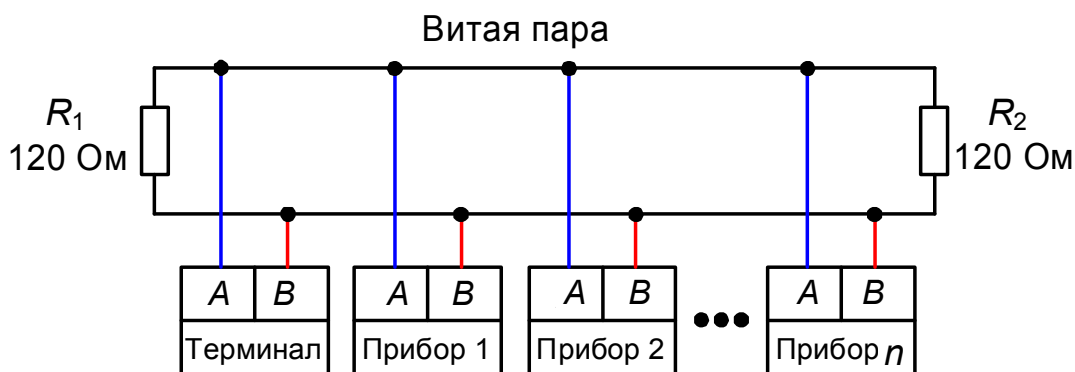 Витая пара
R1
120 Ом
R2
120 Ом
A B A B A B A B
Терминал Прибор 1 Прибор 2 Прибор n